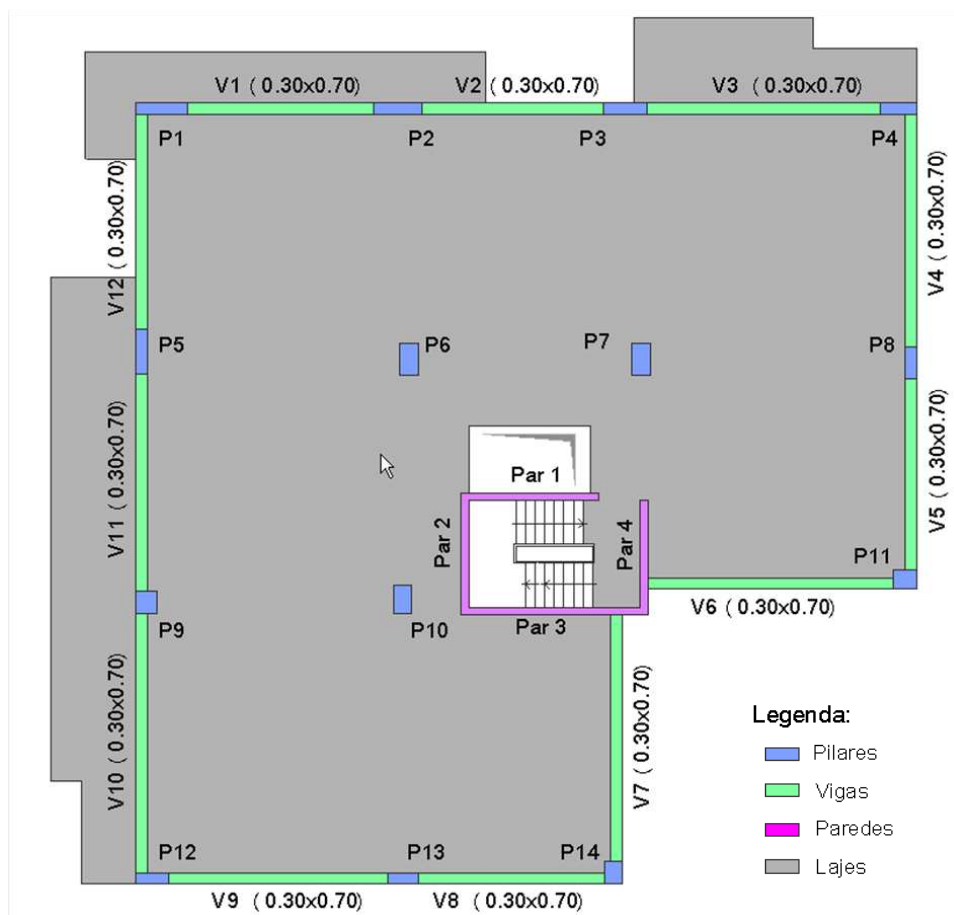 V1 ( 0.30x0.70)
V2 ( 0.30x0.70)
V3 ( 0.30x0.70)
P1
P2
P3
P4
V12 ( 0.30x0.70)
V4 ( 0.30x0.70)
P5
P6
P7
P8
V11 ( 0.30x0.70)
Par 1
Par 2
Par 4
V5 ( 0.30x0.70)
P11
V6 ( 0.30x0.70)
P9
P10
Par 3
V10 ( 0.30x0.70)
V7 ( 0.30x0.70)
Legenda:
Pilares
Vigas
Paredes
Lajes
P12
P13
P14
V9 ( 0.30x0.70)
V8 ( 0.30x0.70)